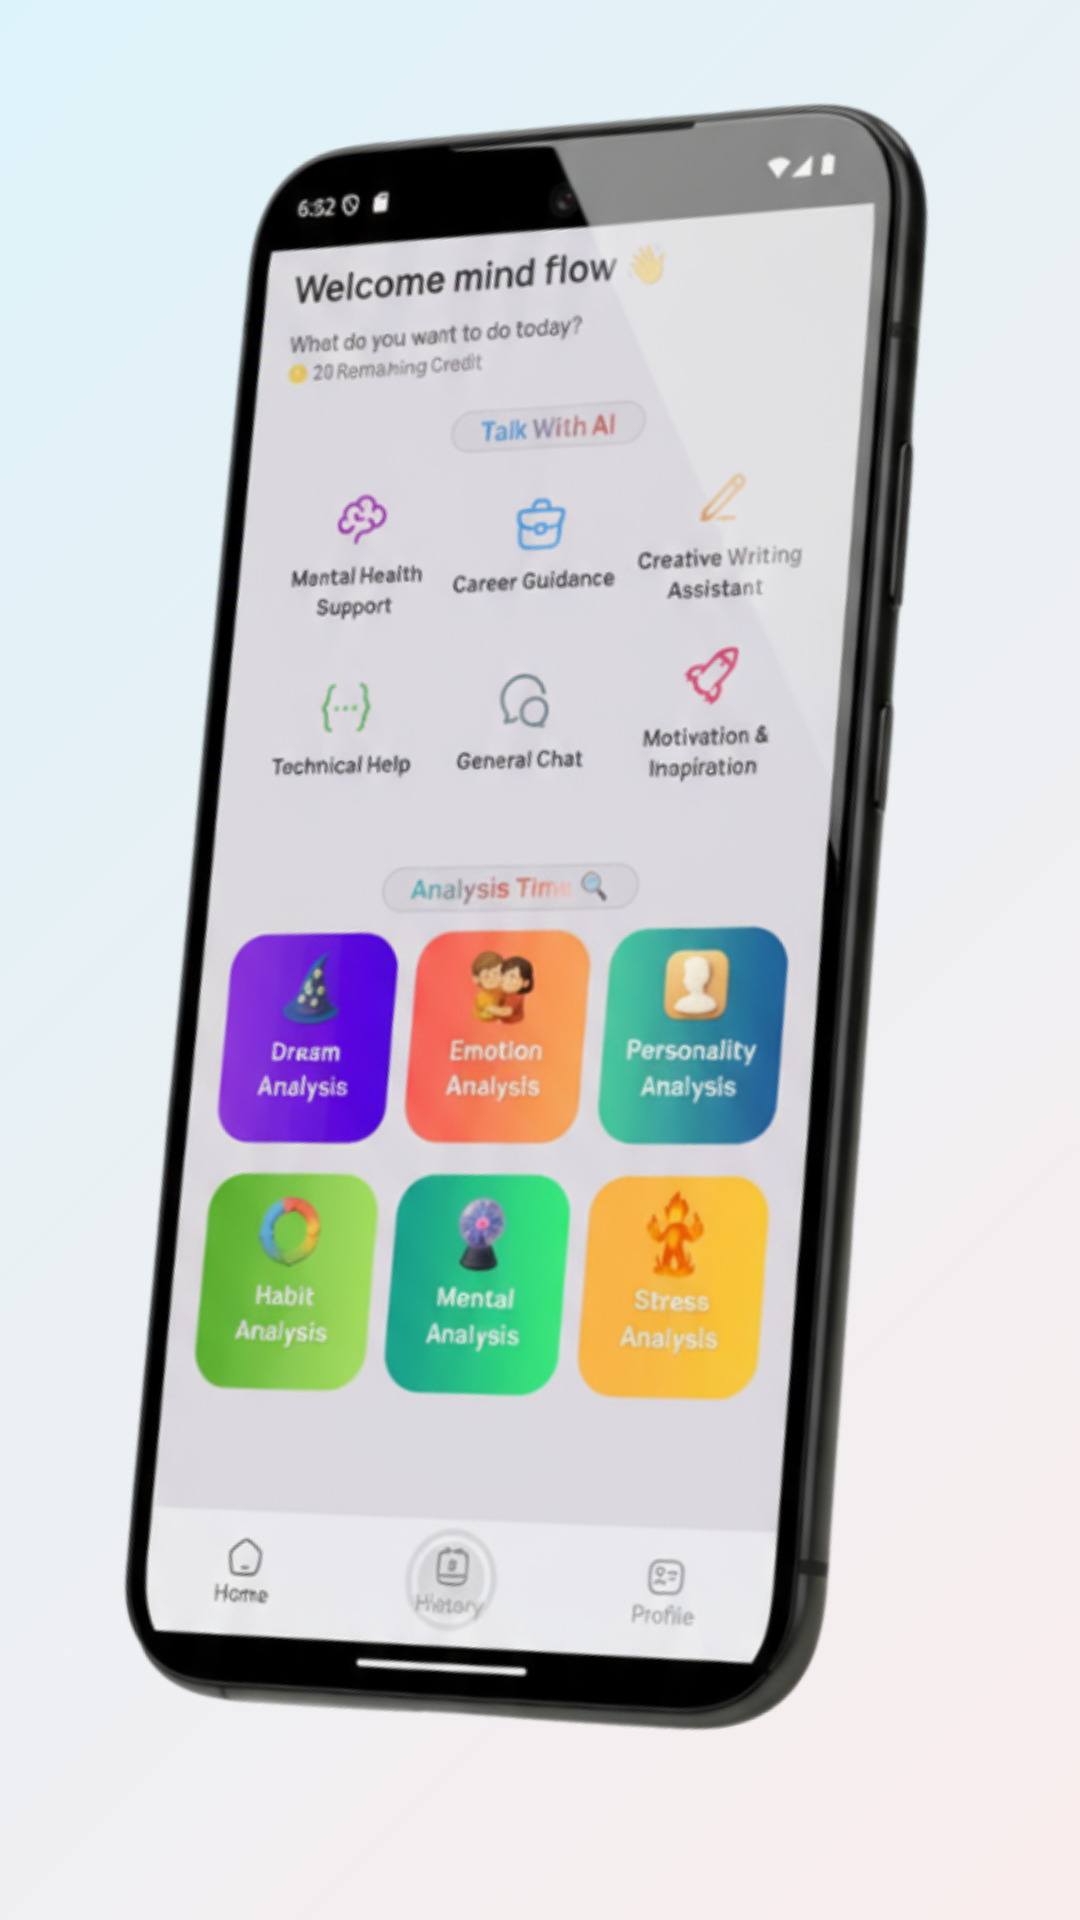 6:32
Welcome mind flow 👋
What do you want to do today?
20 Remaining Credit
Talk With AI
Mental Health
Support
Career Guidance
Creative Writing
Assistant
Technical Help
General Chat
Motivation &
Inspiration
Analysis Time 🔍
Dream
Analysis
Emotion
Analysis
Personality
Analysis
Habit
Analysis
Mental
Analysis
Stress
Analysis
Home
History
Profile